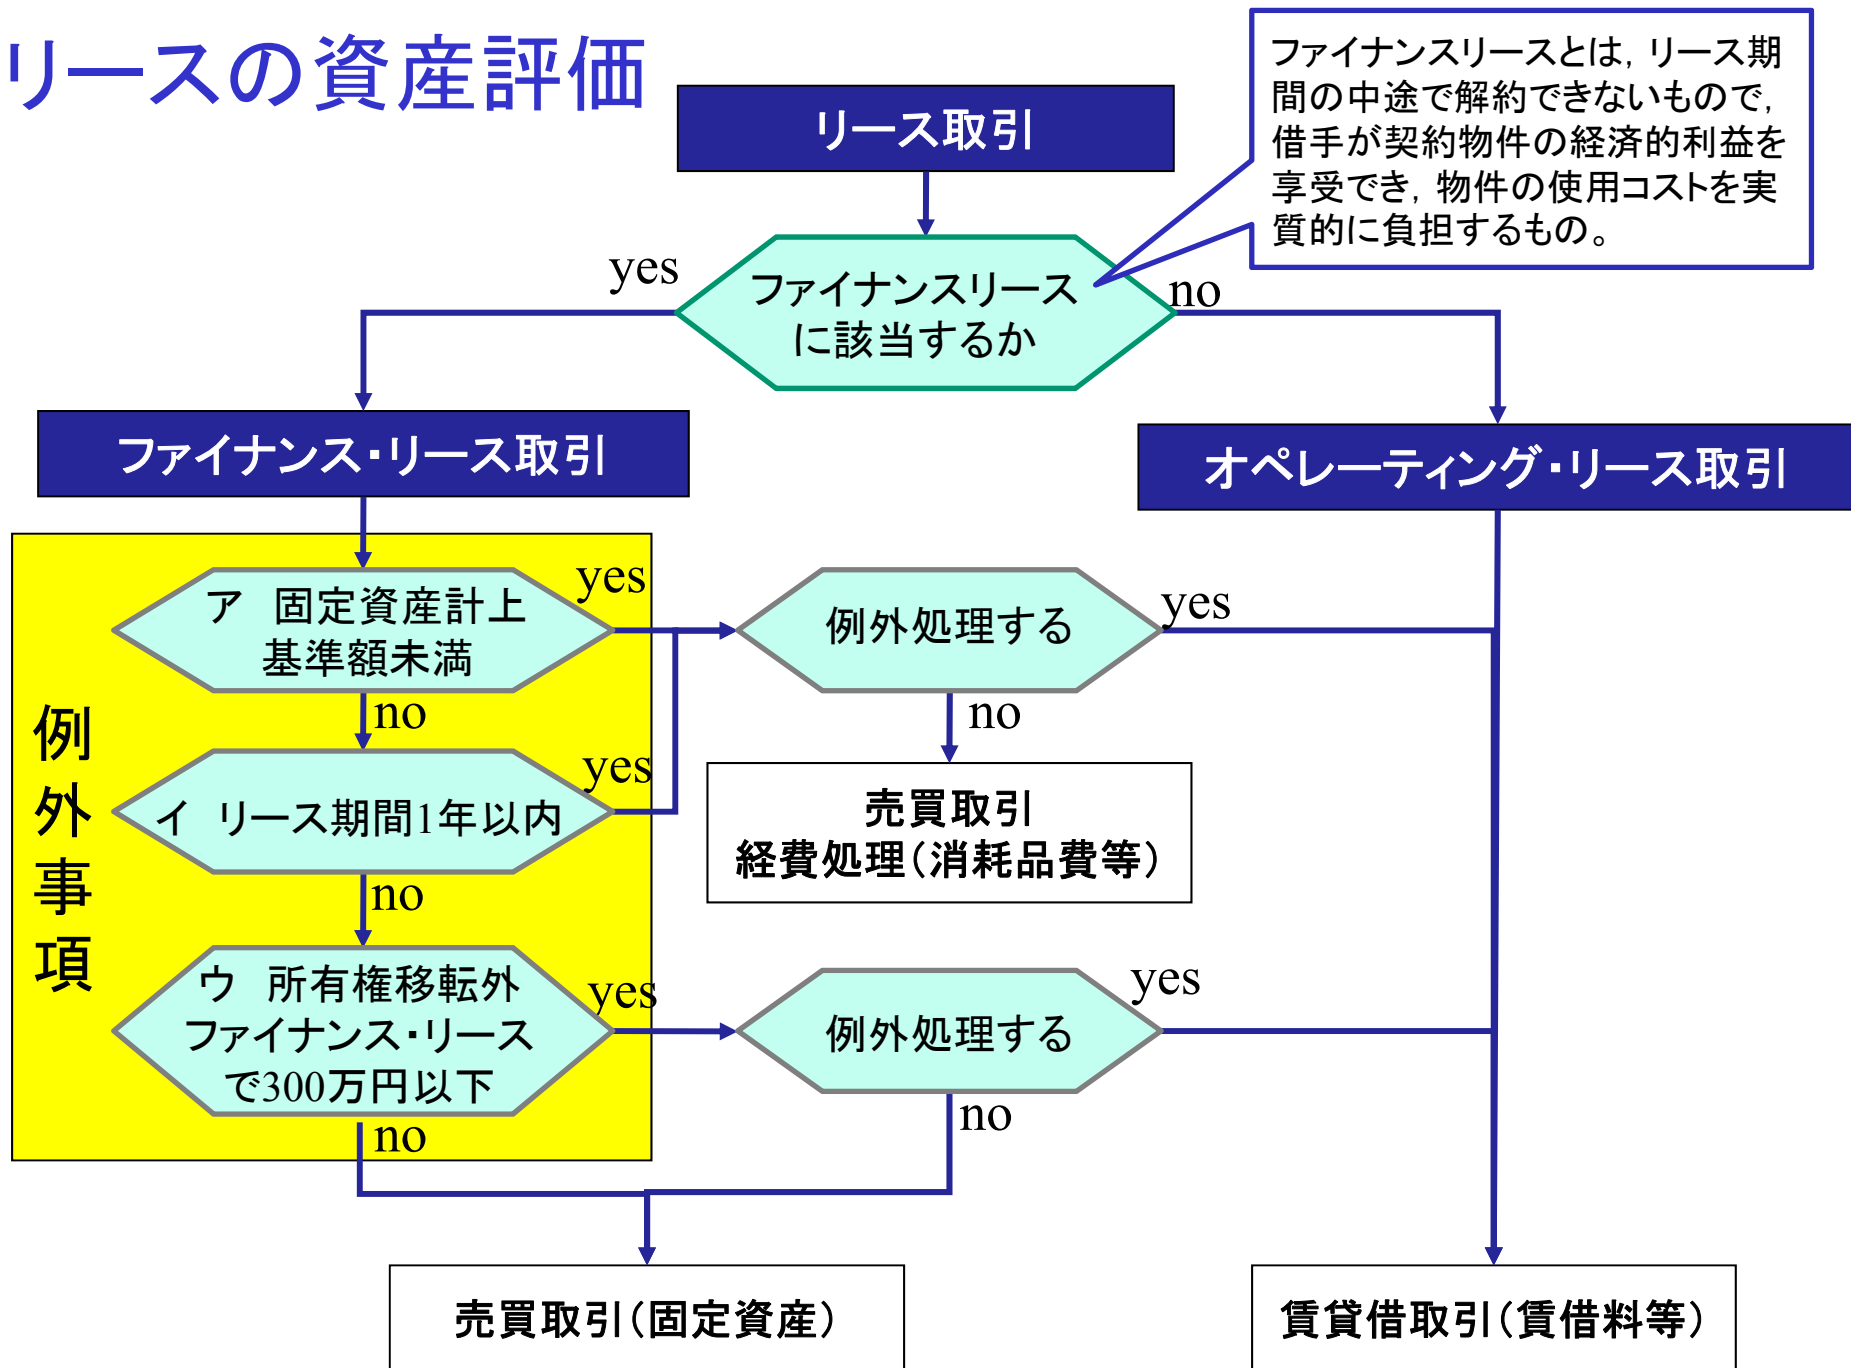 リースの資産評価
リース取引
ファイナンスリースとは，リース期
間の中途で解約できないもので，
借手が契約物件の経済的利益を
享受でき，物件の使用コストを実
質的に負担するもの。
yes
ファイナンスリース
に該当するか
no
ファイナンス・リース取引
オペレーティング・リース取引
例外事項
ア　固定資産計上
基準額未満
yes
例外処理する
yes
no
no
イ　リース期間1年以内
yes
売買取引
経費処理（消耗品費等）
no
ウ　所有権移転外
ファイナンス・リース
で300万円以下
yes
例外処理する
yes
no
no
売買取引（固定資産）
賃貸借取引（賃借料等）